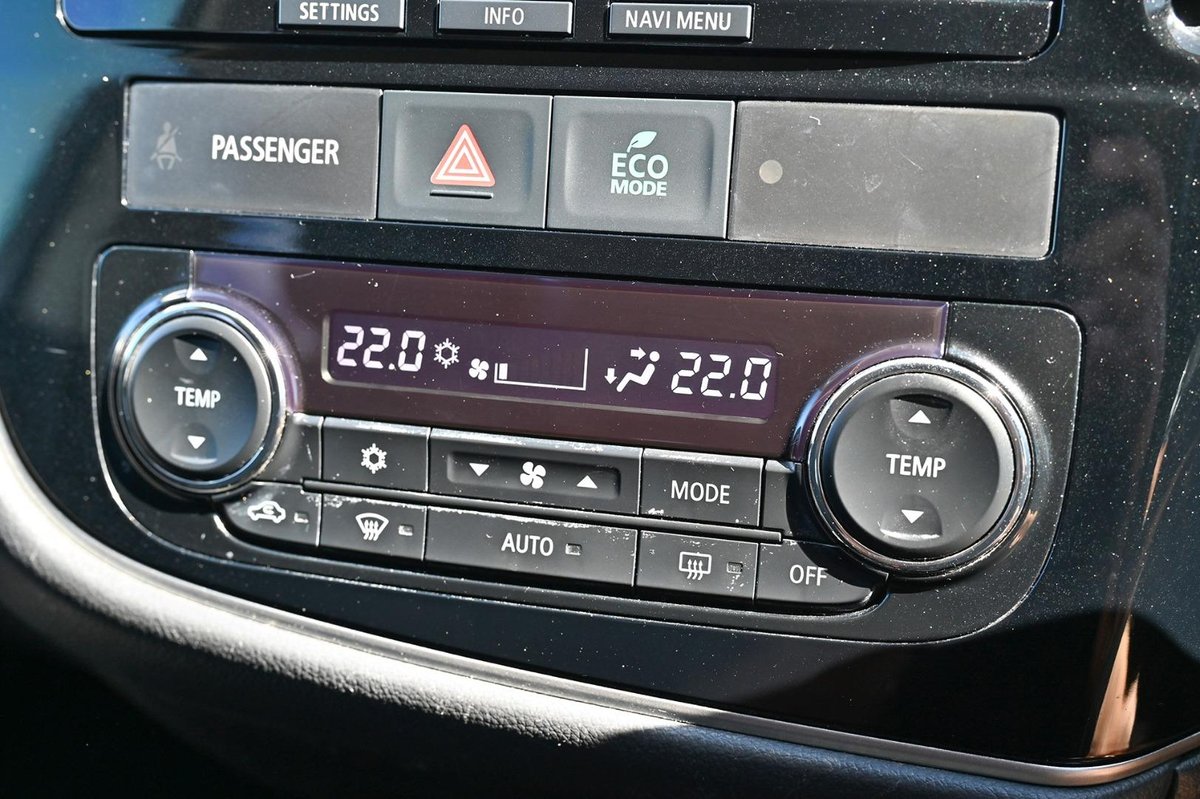 SETTINGS
INFO
NAVI MENU
PASSENGER
ECO
MODE
22.0
22.0
TEMP
TEMP
MODE
AUTO
OFF